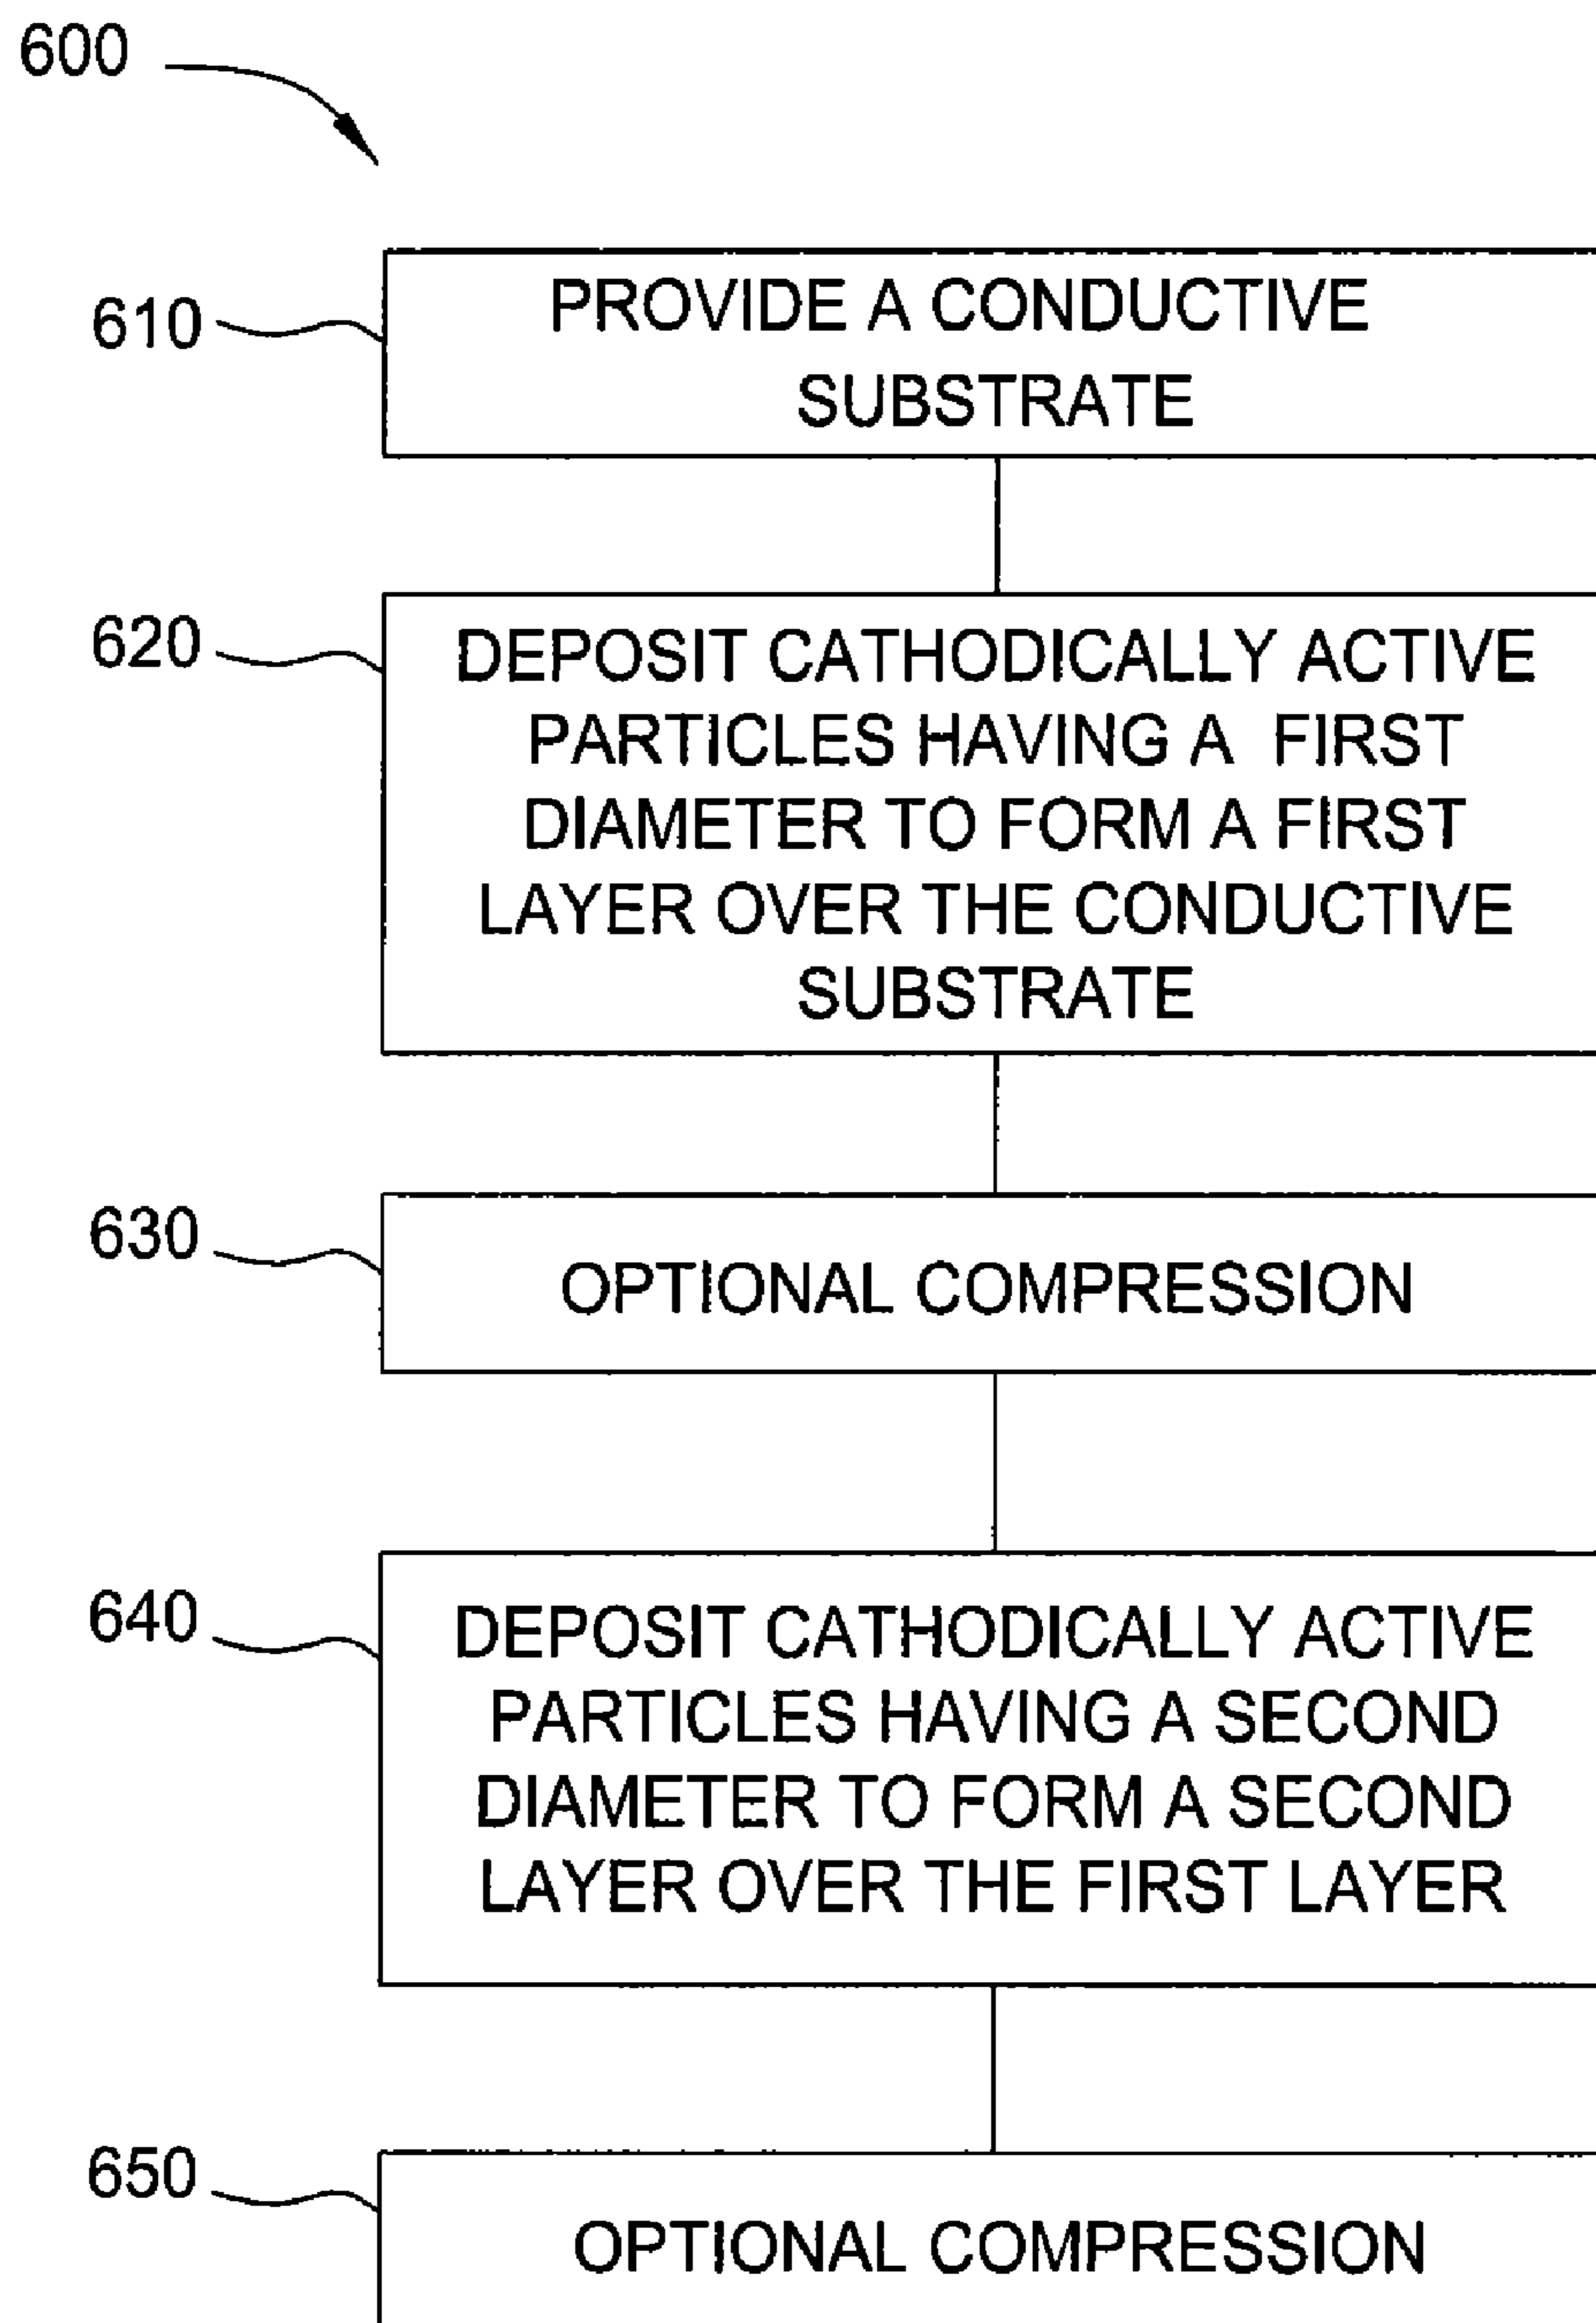 600
610
PROVIDE A CONDUCTIVE
SUBSTRATE
620
DEPOSIT CATHODICALLY ACTIVE
PARTICLES HAVING A FIRST
DIAMETER TO FORM A FIRST
LAYER OVER THE CONDUCTIVE
SUBSTRATE
630
OPTIONAL COMPRESSION
640
DEPOSIT CATHODICALLY ACTIVE
PARTICLES HAVING A SECOND
DIAMETER TO FORM A SECOND
LAYER OVER THE FIRST LAYER
650
OPTIONAL COMPRESSION